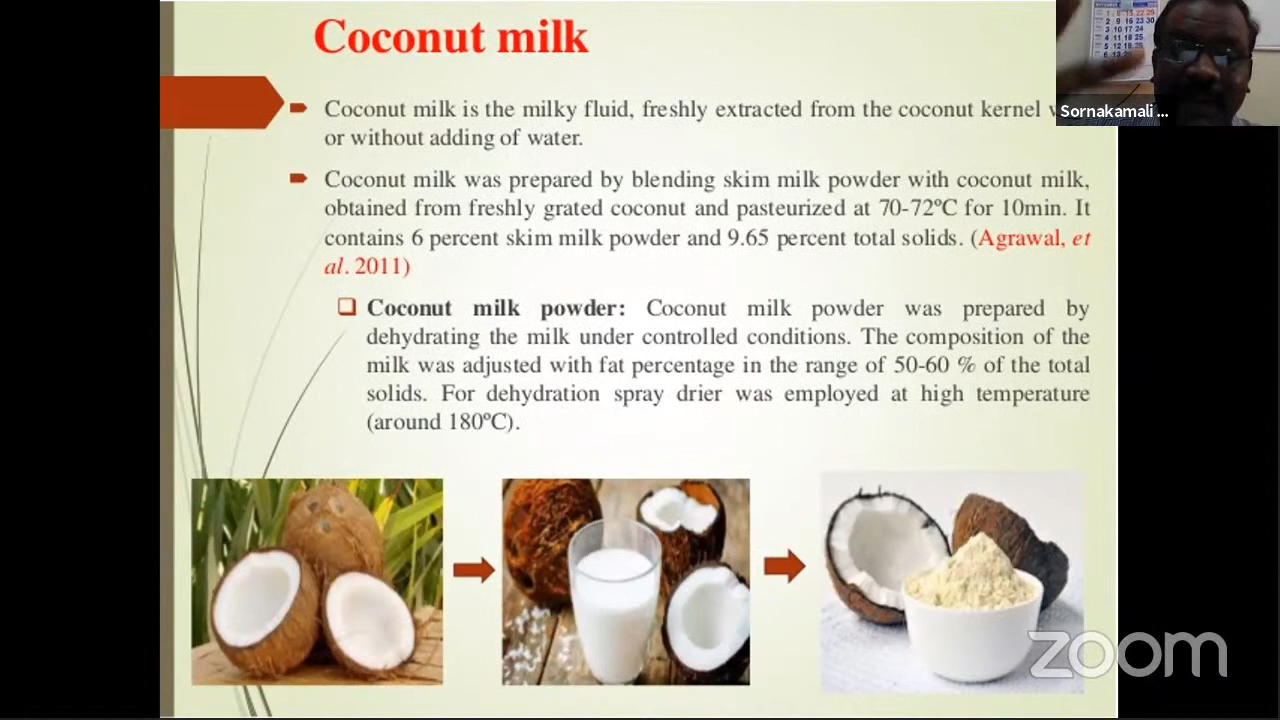 Coconut milk
Coconut milk is the milky fluid, freshly extracted from the coconut kernel
or without adding of water.
Coconut milk was prepared by blending skim milk powder with coconut milk,
obtained from freshly grated coconut and pasteurized at 70-72ºC for 10min. It
contains 6 percent skim milk powder and 9.65 percent total solids. (Agrawal, et
al. 2011)
Coconut milk powder: Coconut milk powder was prepared by
dehydrating the milk under controlled conditions. The composition of the
milk was adjusted with fat percentage in the range of 50-60 % of the total
solids. For dehydration spray drier was employed at high temperature
(around 180ºC).
Sornakamali ...
zoom